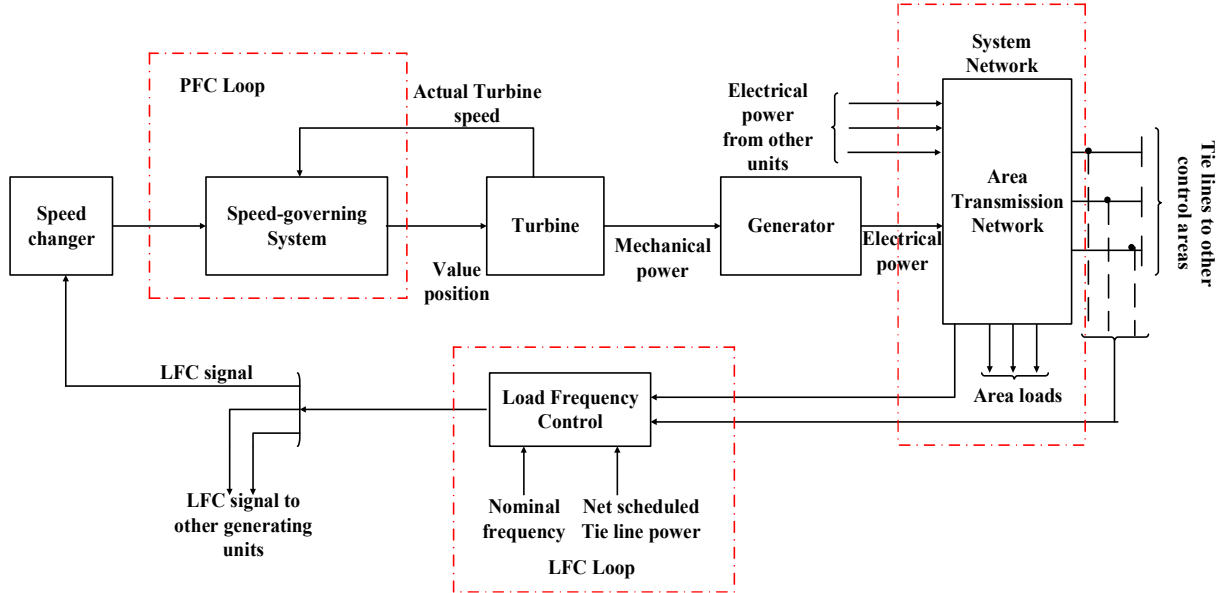 System
Network
PFC Loop
Actual Turbine
speed
Electrical
power
from other
units
Tie lines to other
control areas
Speed
changer
Speed-governing
System
Turbine
Generator
Area
Transmission
Network
Mechanical
power
Electrical
power
Value
position
LFC signal
Load Frequency
Control
Area loads
LFC signal to
other generating
units
Nominal
frequency
Net scheduled
Tie line power
LFC Loop